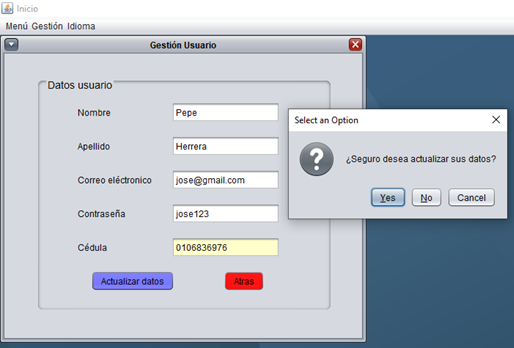 Inicio
Menú Gestión Idioma
Gestión Usuario
Datos usuario
Nombre Pepe
Apellido Herrera
Correo eléctronico jose@gmail.com
Contraseña jose123
Cédula 0106836976
Actualizar datos Atras
Select an Option
¿Seguro desea actualizar sus datos?
Yes No Cancel